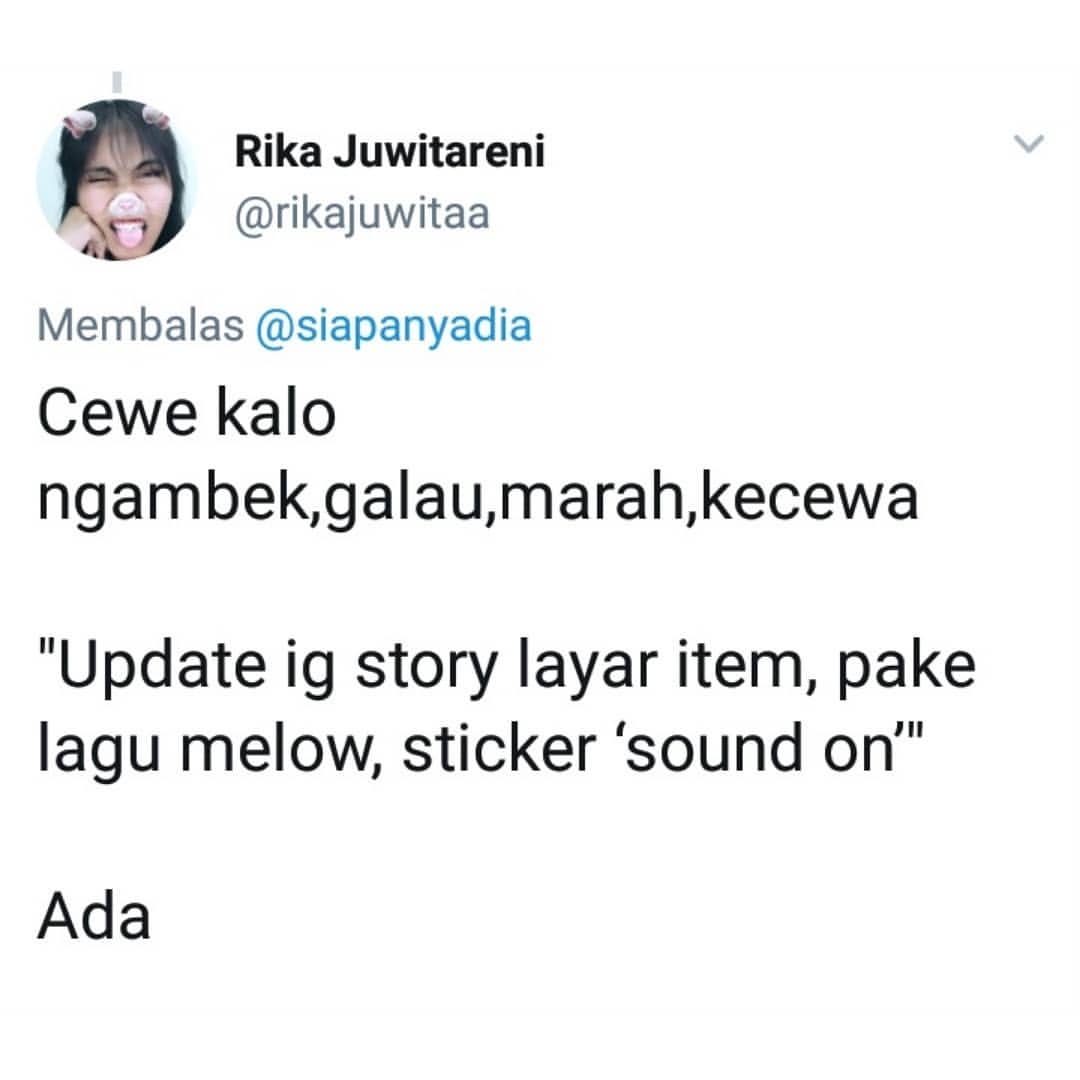 Rika Juwitareni
@rikajuwitaa
Membalas @siapanyadia
Cewe kalo
ngambek,galau,marah,kecewa
"Update ig story layar item, pake
lagu melow, sticker ‘sound on’"
Ada